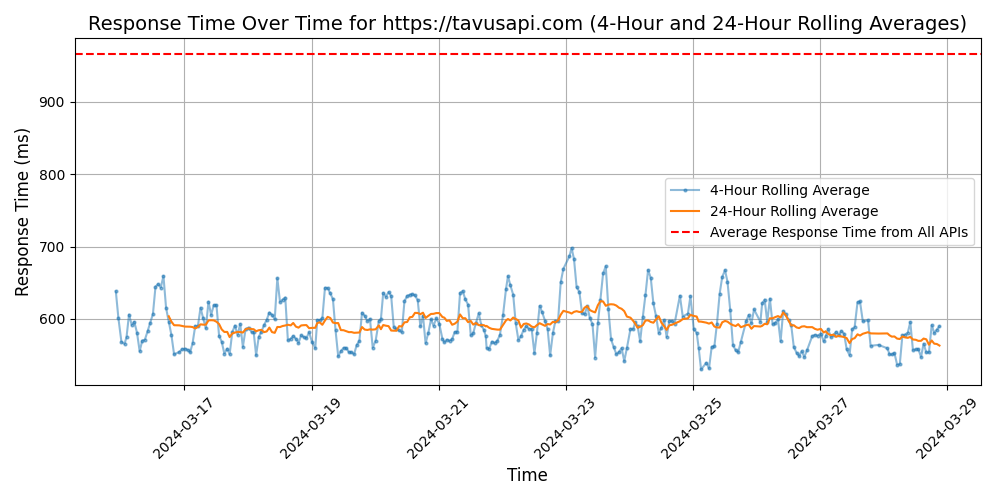 Response Time Over Time for https://tavusapi.com (4-Hour and 24-Hour Rolling Averages)
Response Time (ms)
900
800
700
600
4-Hour Rolling Average
24-Hour Rolling Average
Average Response Time from All APIs
2024-03-17
2024-03-19
2024-03-21
2024-03-23
2024-03-25
2024-03-27
2024-03-29
Time